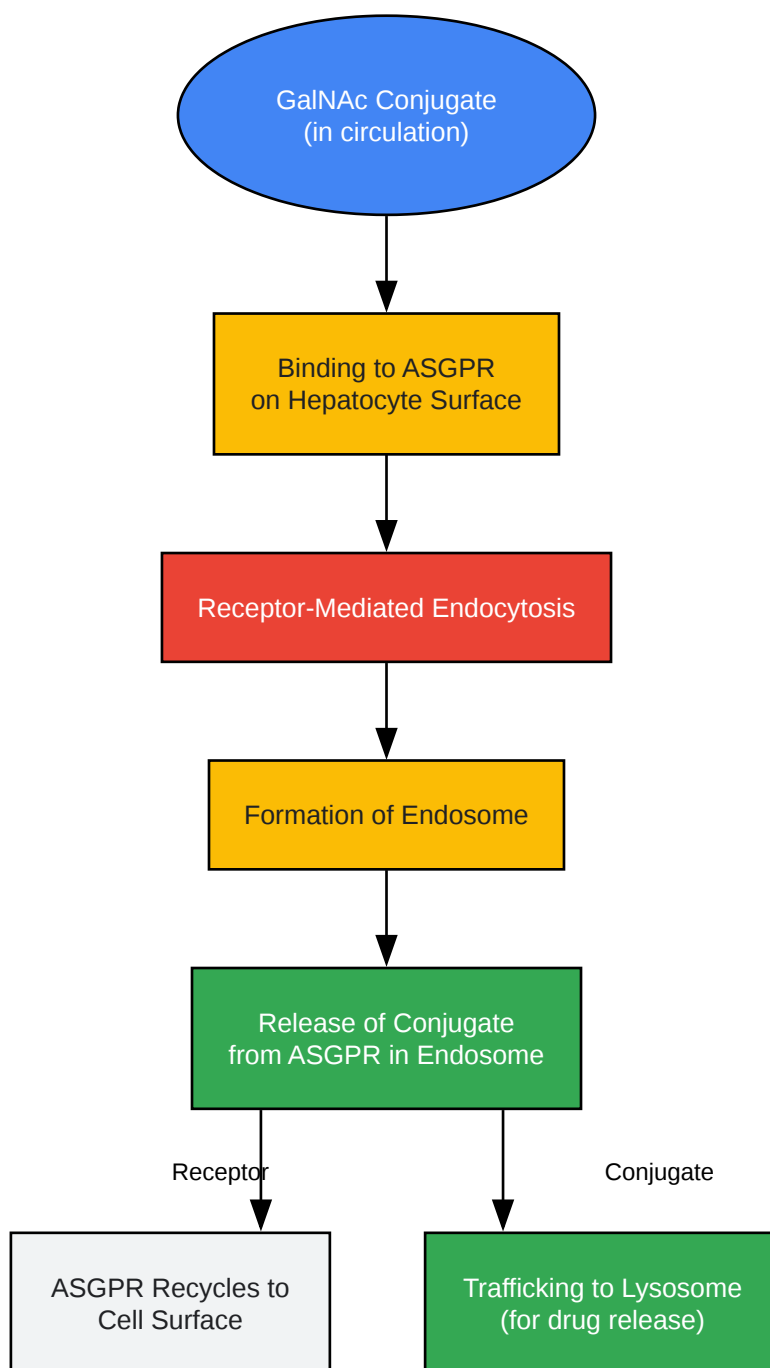 GalNAc Conjugate
(in circulation)
Binding to ASGPR
on Hepatocyte Surface
Receptor-Mediated Endocytosis
Formation of Endosome
Release of Conjugate
from ASGPR in Endosome
Receptor
Conjugate
ASGPR Recycles to
Cell Surface
Trafficking to Lysosome
(for drug release)